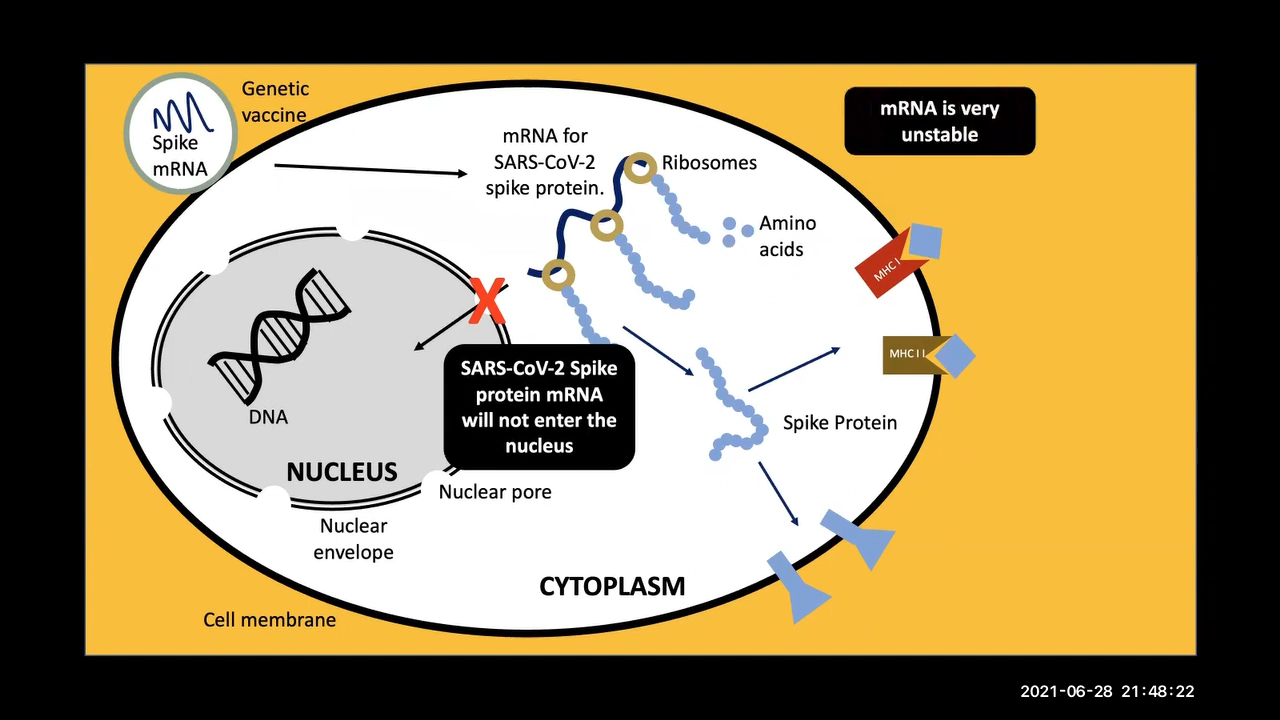 Genetic
vaccine
Spike
mRNA
mRNA for
SARS-CoV-2
spike protein.
Ribosomes
mRNA is very
unstable
Amino
acids
MHC I
MHC I I
X
SARS-CoV-2 Spike
protein mRNA
will not enter the
nucleus
DNA
Spike Protein
NUCLEUS
Nuclear pore
Nuclear
envelope
CYTOPLASM
Cell membrane
2021-06-28 21:48:22